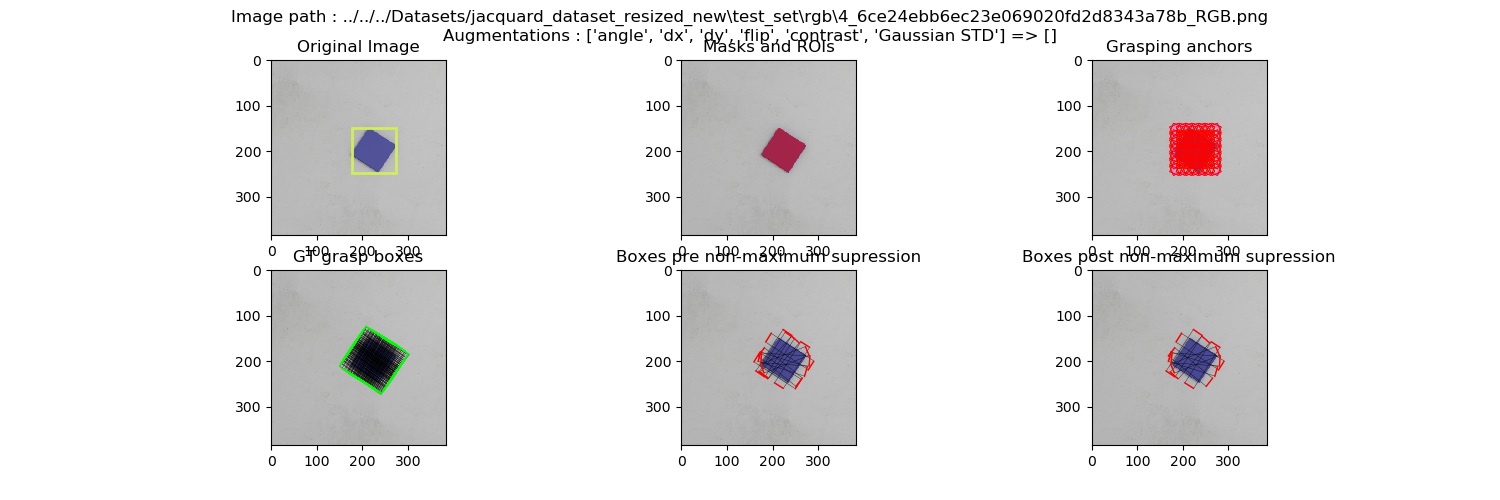 Image path : ../../../Datasets/jacquard_dataset_resized_new\test_set\rgb\4_6ce24ebb6ec23e069020fd2d8343a78b_RGB.png
Augmentations : ['angle', 'dx', 'dy', 'flip', 'contrast', 'Gaussian STD'] => []
Original Image
Masks and ROIs
Grasping anchors
0
100
200
300
0 100 200 300
0
100
200
300
0 100 200 300
0
100
200
300
0 100 200 300
GT grasp boxes
Boxes pre non-maximum supression
Boxes post non-maximum supression
0
100
200
300
0 100 200 300
0
100
200
300
0 100 200 300
0
100
200
300
0 100 200 300